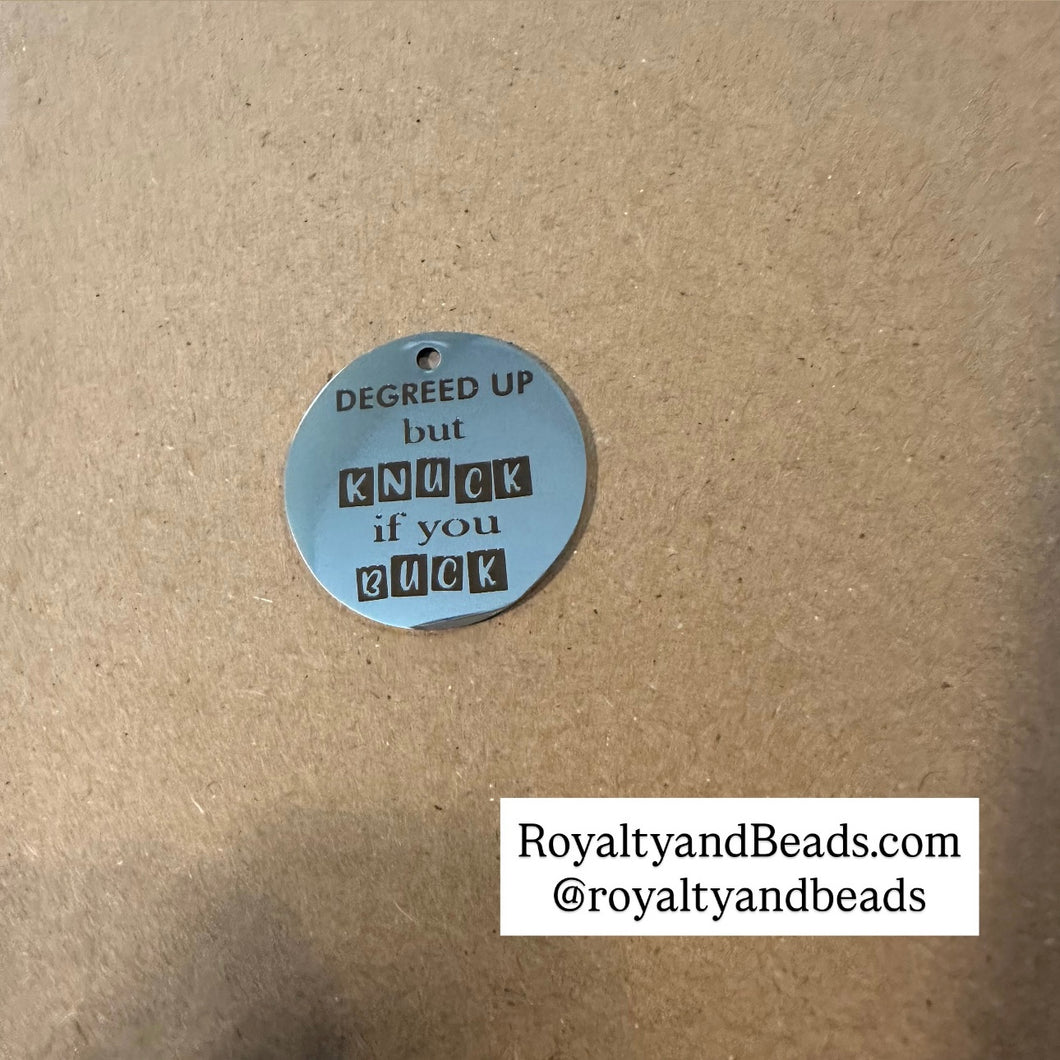 DEGREED UP
but
KNUCK
if you
BUCK
RoyaltyandBeads.com
@royaltyandbeads